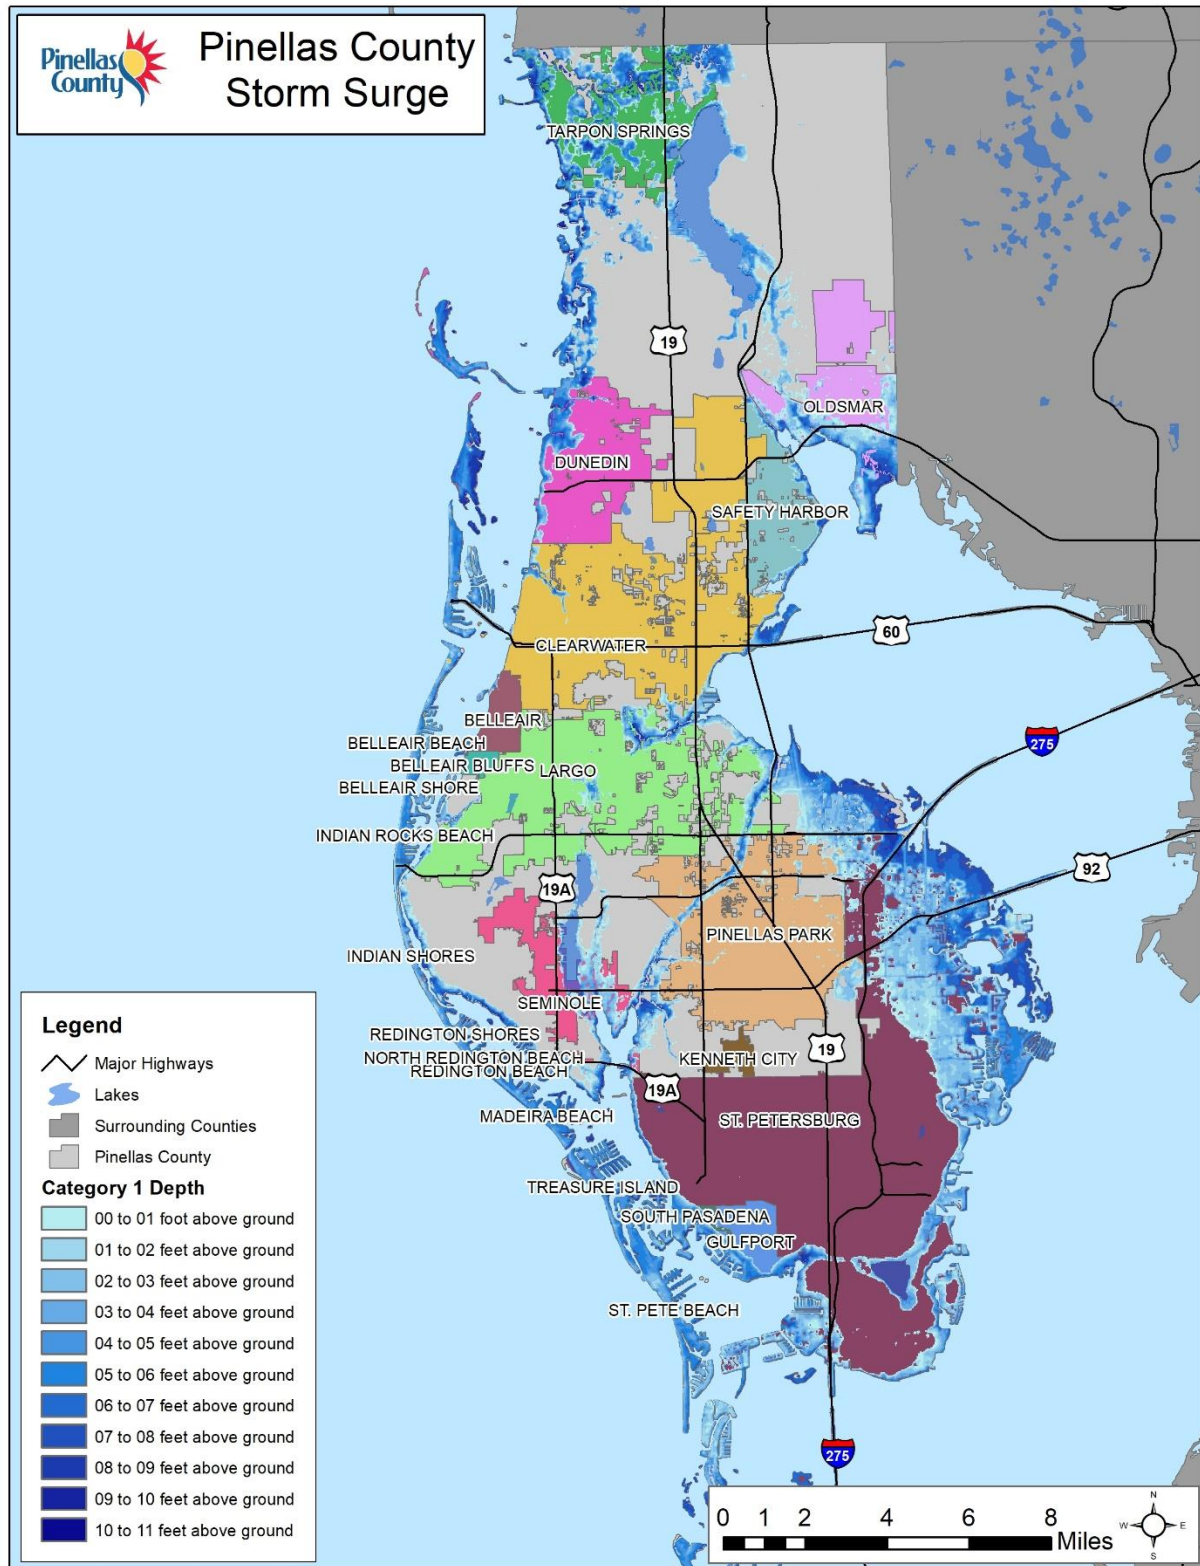 Pinellas
County
Pinellas County
Storm Surge
TARPON SPRINGS
19
OLDSMAR
DUNEDIN
SAFETY HARBOR
60
CLEARWATER
BELLEAIR
275
BELLEAIR BEACH
BELLEAIR BLUFFS
LARGO
BELLEAIR SHORE
INDIAN ROCKS BEACH
92
19A
PINELLAS PARK
INDIAN SHORES
SEMINOLE
REDINGTON SHORES
NORTH REDINGTON BEACH
KENNETH CITY
19
REDINGTON BEACH
19A
MADEIRA BEACH
ST. PETERSBURG
TREASURE ISLAND
SOUTH PASADENA
GULFPORT
ST. PETE BEACH
275
Legend
Major Highways
Lakes
Surrounding Counties
Pinellas County
Category 1 Depth
00 to 01 foot above ground
01 to 02 feet above ground
02 to 03 feet above ground
03 to 04 feet above ground
04 to 05 feet above ground
05 to 06 feet above ground
06 to 07 feet above ground
07 to 08 feet above ground
08 to 09 feet above ground
09 to 10 feet above ground
10 to 11 feet above ground
0 1 2 4 6 8
Miles
N
W E
S